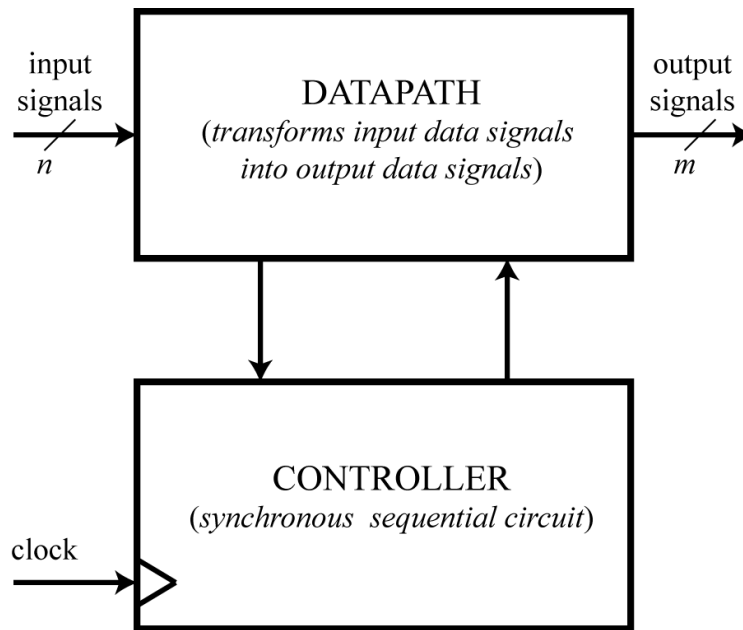 input
signals
n
DATAPATH
(transforms input data signals
into output data signals)
output
signals
m
CONTROLLER
(synchronous sequential circuit)
clock